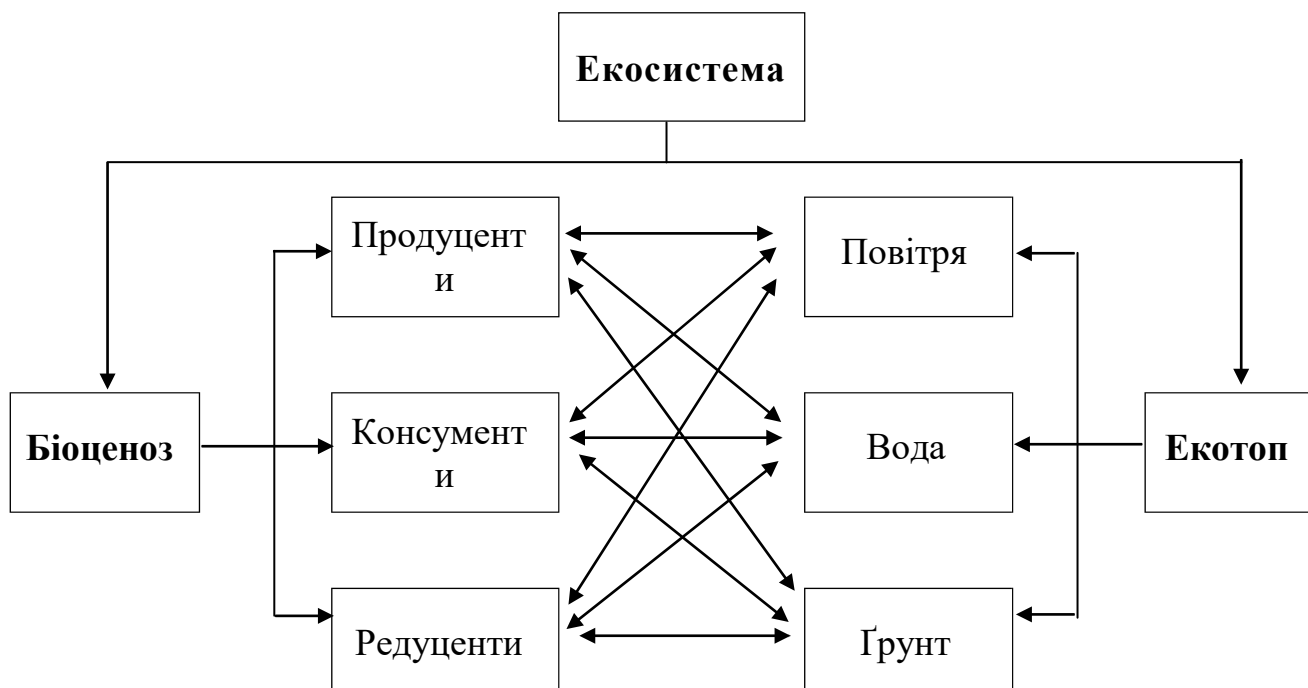 Екосистема
Продуцент
и
Повітря
Біоценоз
Консумент
и
Вода
Екотоп
Редуценти
Ґрунт